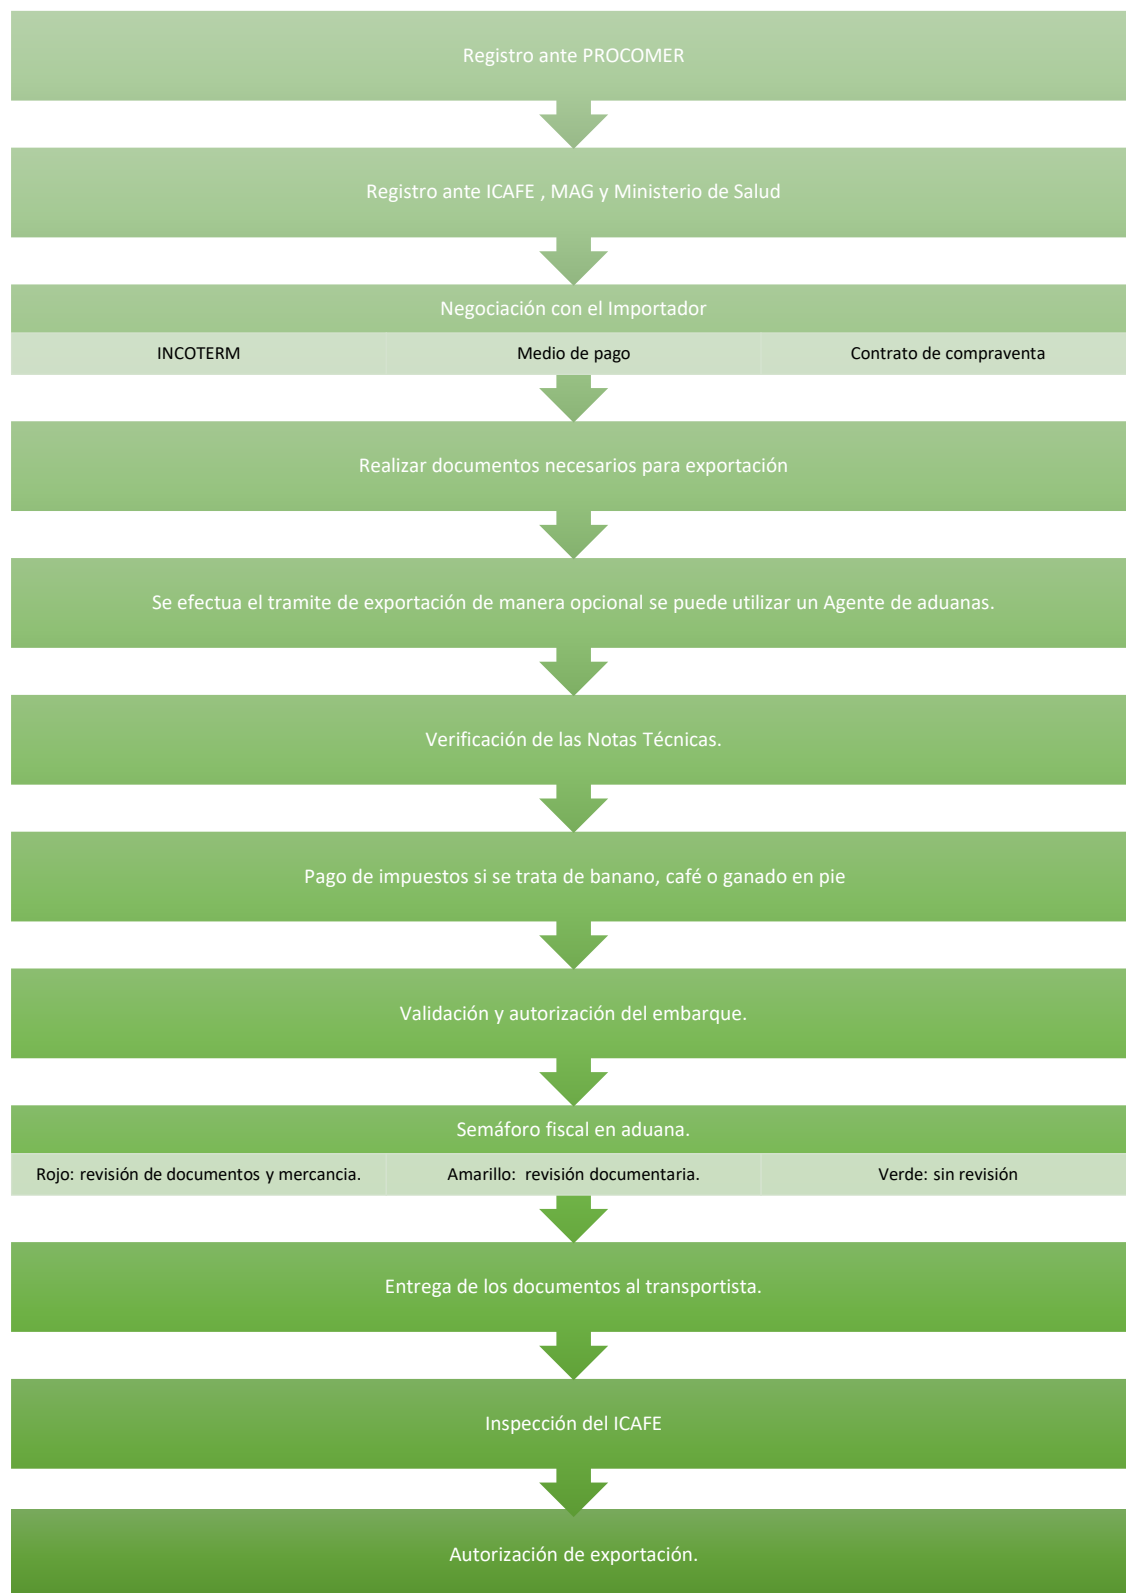 Registro ante PROCOMER
Registro ante ICAFE , MAG y Ministerio de Salud
Negociación con el Importador
INCOTERM
Medio de pago
Contrato de compraventa
Realizar documentos necesarios para exportación
Se efectua el tramite de exportación de manera opcional se puede utilizar un Agente de aduanas.
Verificación de las Notas Técnicas.
Pago de impuestos si se trata de banano, café o ganado en pie
Validación y autorización del embarque.
Semáforo fiscal en aduana.
Rojo: revisión de documentos y mercancia.
Amarillo:  revisión documentaria.
Verde: sin revisión
Entrega de los documentos al transportista.
Inspección del ICAFE
Autorización de exportación.